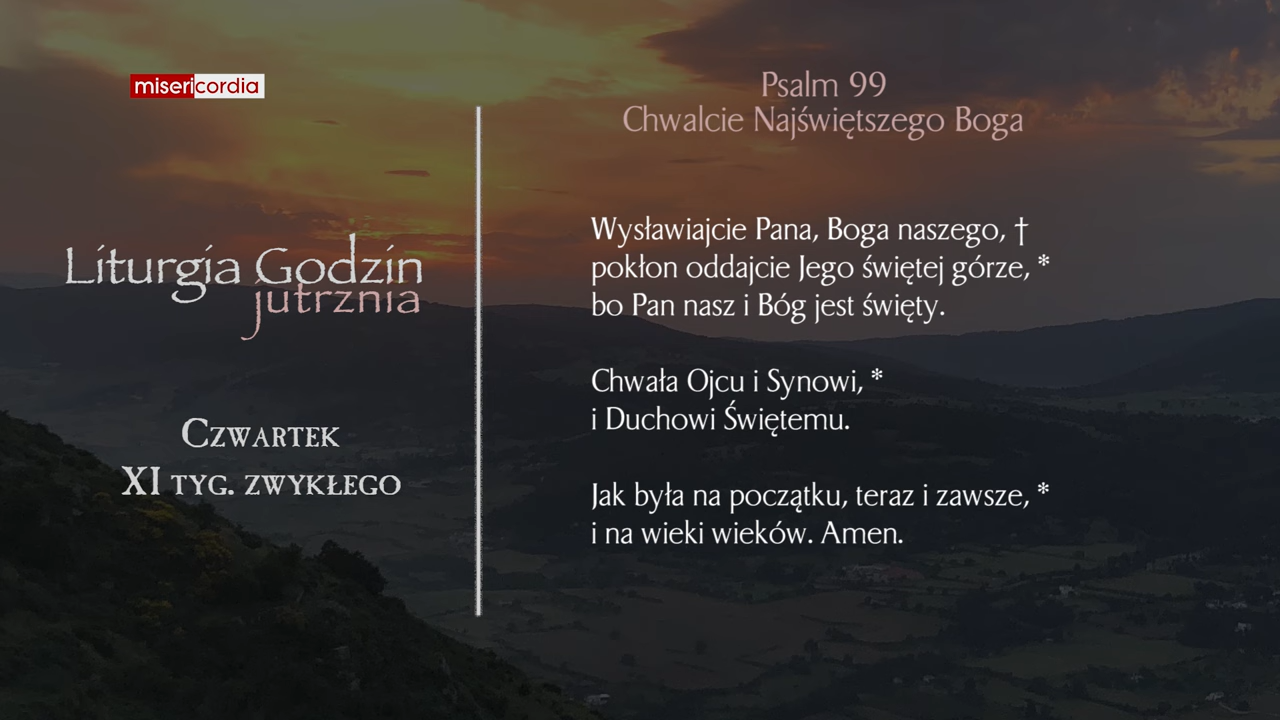 misericordia
Liturgia Godzin
jutrznia
Czwartek
XI tyg. zwykłego
Psalm 99
Chwalcie Najświętszego Boga
Wysławiajcie Pana, Boga naszego, †
pokłon oddajcie Jego świętej górze, *
bo Pan nasz i Bóg jest święty.
Chwała Ojcu i Synowi, *
i Duchowi Świętemu.
Jak była na początku, teraz i zawsze, *
i na wieki wieków. Amen.